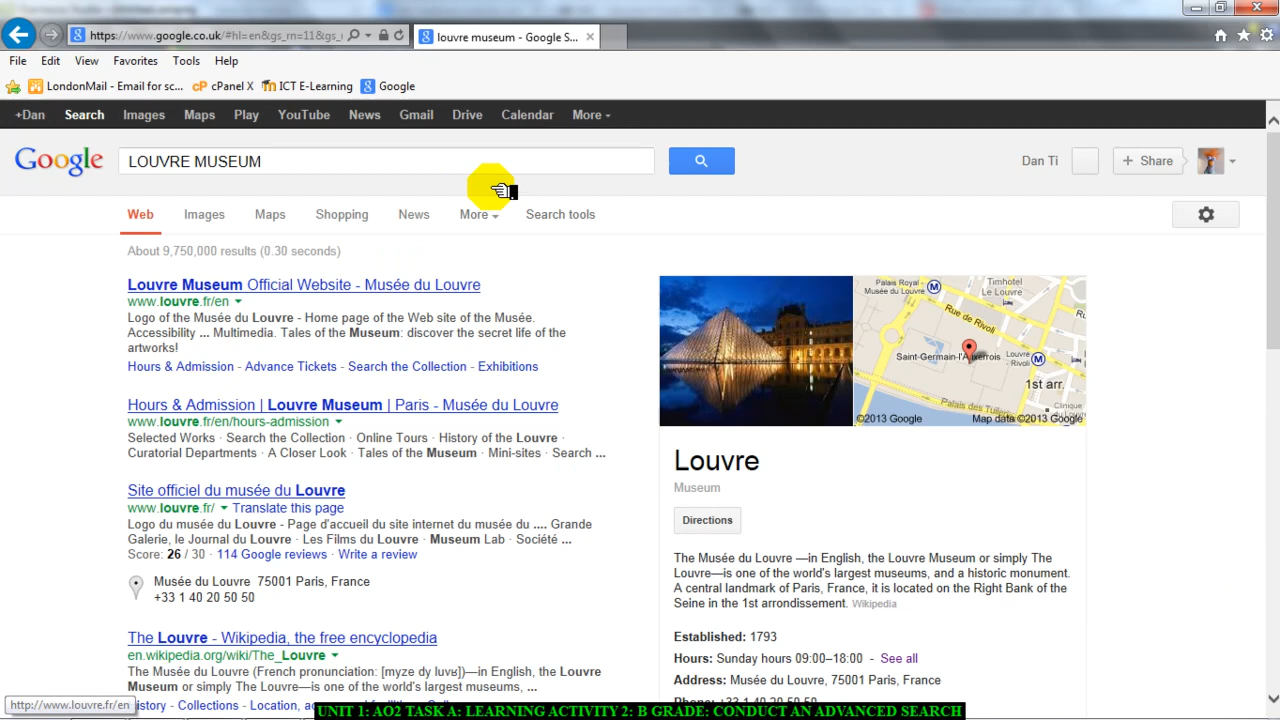 https://www.google.co.uk/#hl=en&gs_rn=11&gs_
louvre museum - Google S...
File Edit View Favorites Tools Help
LondonMail - Email for sc... cPanel X ICT E-Learning Google
+Dan Search Images Maps Play YouTube News Gmail Drive Calendar More
Google LOUVRE MUSEUM Dan Ti + Share
Web Images Maps Shopping News More Search tools
About 9,750,000 results (0.30 seconds)
Louvre Museum Official Website - Musée du Louvre
www.louvre.fr/en
Logo of the Musée du Louvre - Home page of the Web site of the Musée.
Accessibility ... Multimedia. Tales of the Museum: discover the secret life of the
artworks!
Hours & Admission - Advance Tickets - Search the Collection - Exhibitions
Hours & Admission | Louvre Museum | Paris - Musée du Louvre
www.louvre.fr/en/hours-admission
Selected Works · Search the Collection · Online Tours · History of the Louvre ·
Curatorial Departments · A Closer Look · Tales of the Museum · Mini-sites · Search ...
Site officiel du musée du Louvre
www.louvre.fr/ Translate this page
Logo du musée du Louvre - Page d'accueil du site internet du musée du .... Grande
Galerie, le Journal du Louvre · Les Films du Louvre · Museum Lab · Société ...
Score: 26 / 30 · 114 Google reviews · Write a review
Musée du Louvre 75001 Paris, France
+33 1 40 20 50 50
The Louvre - Wikipedia, the free encyclopedia
en.wikipedia.org/wiki/The_Louvre
The Musée du Louvre (French pronunciation: [myze dy luvʁ])—in English, the Louvre
Museum or simply The Louvre—is one of the world's largest museums, ...
Palais Royal
Musée du Louvre
M
Timhotel
Le Louvre
Rue de Rivoli
Saint-Germain-l'Auxerrois
Louvre
Rivoli
M
1st arr.
Clinique
Palais des Tuileries
©2013 Google Map data ©2013 Google
Louvre
Museum
Directions
The Musée du Louvre —in English, the Louvre Museum or simply The
Louvre—is one of the world's largest museums, and a historic monument.
A central landmark of Paris, France, it is located on the Right Bank of the
Seine in the 1st arrondissement. Wikipedia
Established: 1793
Hours: Sunday hours 09:00–18:00 - See all
Address: Musée du Louvre, 75001 Paris, France
Phone: +33 1 40 20 50 50
http://www.louvre.fr/en
istory - Collections - Location,
UNIT 1: AO2 TASK A: LEARNING ACTIVITY 2: B GRADE: CONDUCT AN ADVANCED SEARCH